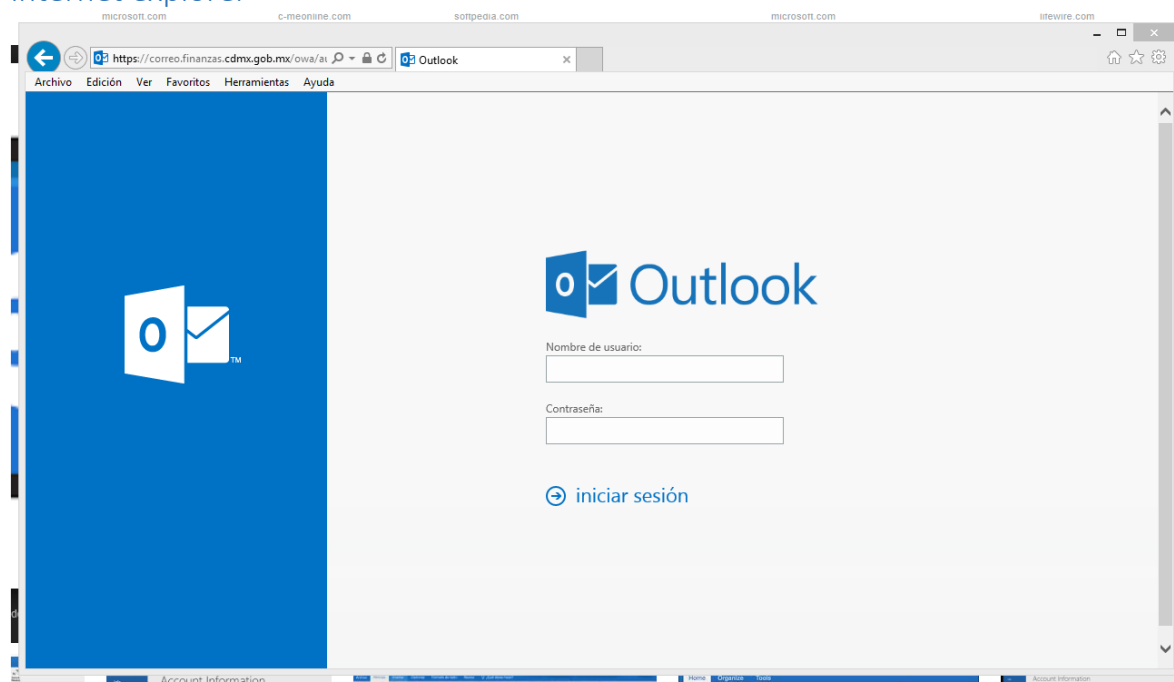 microsoft.com c-meonline.com softpedia.com microsoft.com lifewire.com
https://correo.finanzas.cdmx.gob.mx/owa/au Outlook
Archivo Edición Ver Favoritos Herramientas Ayuda
Outlook
TM
Nombre de usuario:
Contraseña:
iniciar sesión
Account Information Home Organize Tools Account Information